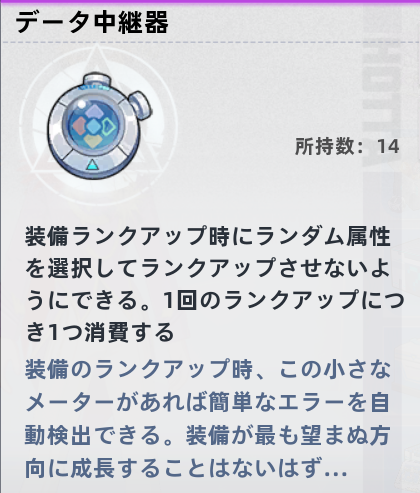 データ中継器
所持数: 14
装備ランクアップ時にランダム属性
を選択してランクアップさせないよ
うにできる。1回のランクアップにつ
き1つ消費する
装備のランクアップ時、この小さな
メーターがあれば簡単なエラーを自
動検出できる。装備が最も望まぬ方
向に成長することはないはず…